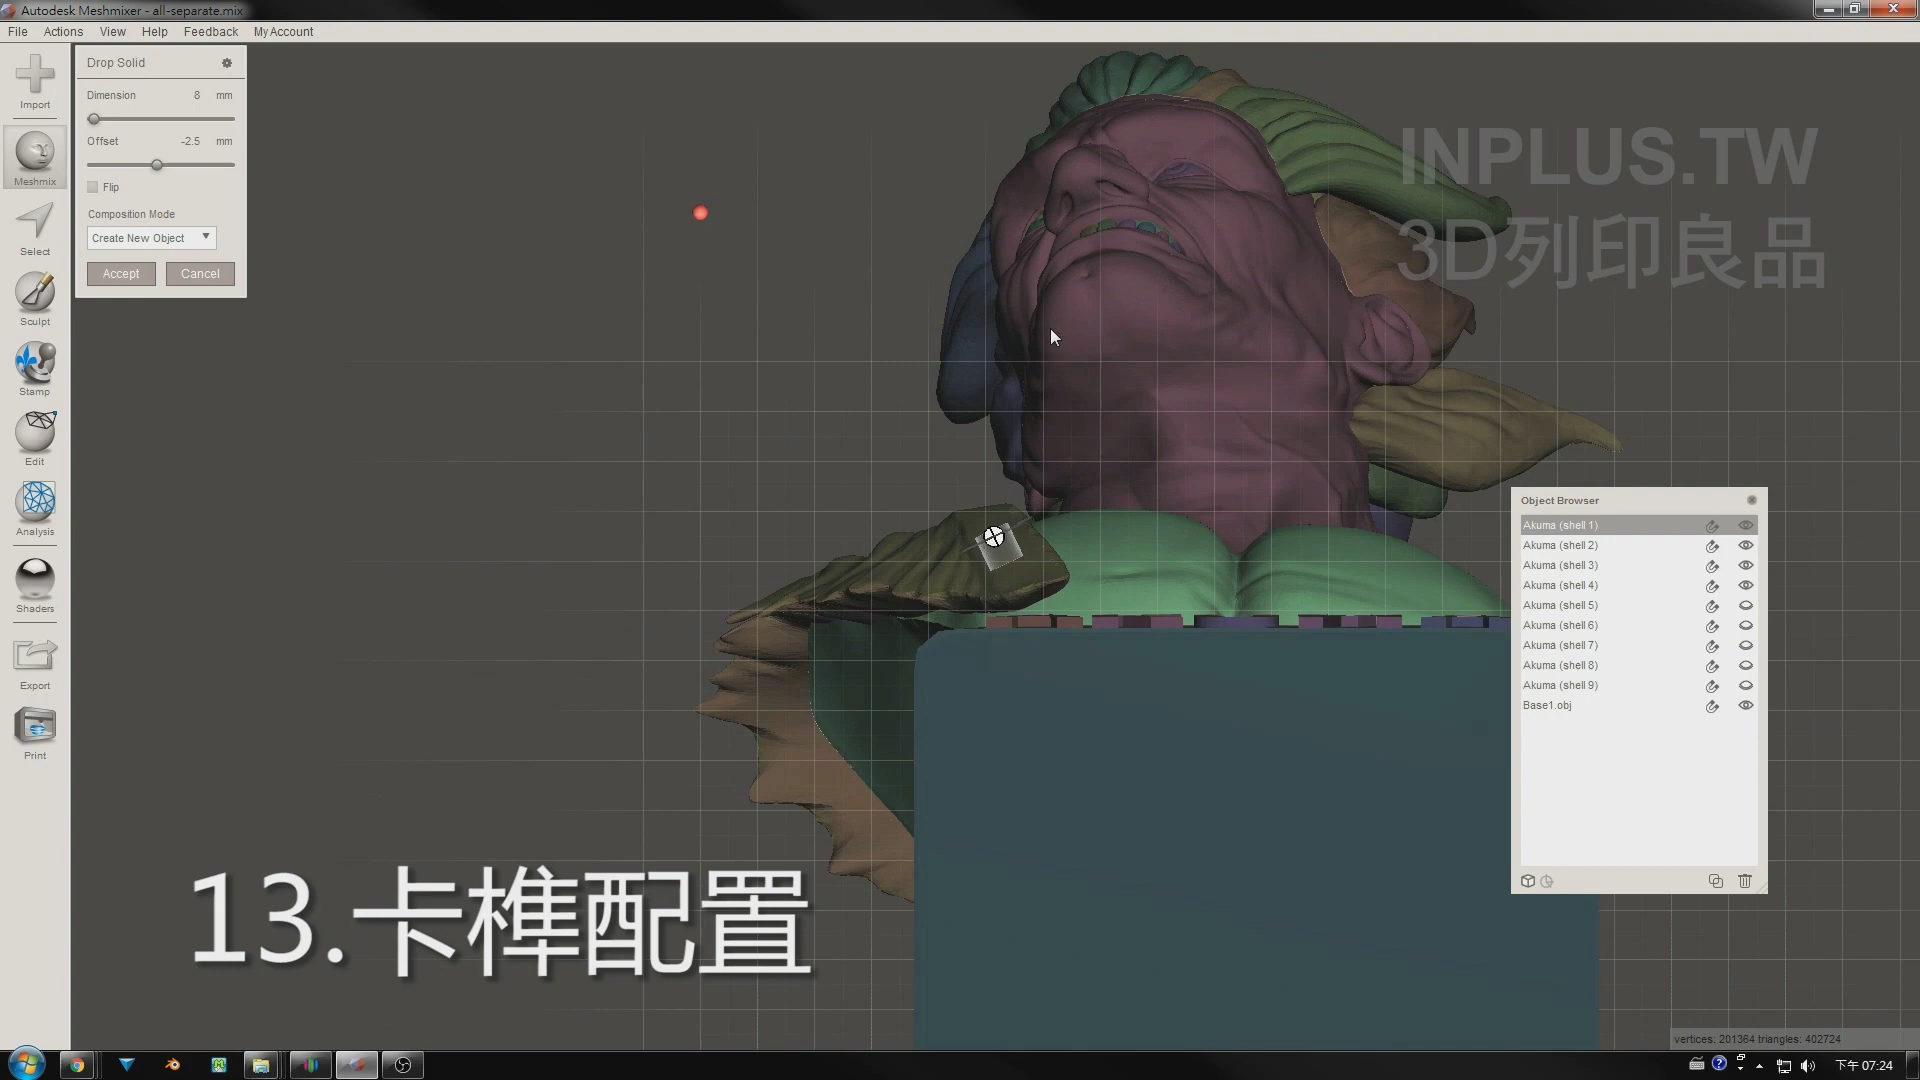 Autodesk Meshmixer - all-separate.mix
File Actions View Help Feedback My Account
Import
Meshmix
Select
Sculpt
Stamp
Edit
Analysis
Shaders
Export
Print
Drop Solid
Dimension 8 mm
Offset -2.5 mm
Flip
Composition Mode
Create New Object
Accept Cancel
INPLUS.TW
3D列印良品
Object Browser
Akuma (shell 1)
Akuma (shell 2)
Akuma (shell 3)
Akuma (shell 4)
Akuma (shell 5)
Akuma (shell 6)
Akuma (shell 7)
Akuma (shell 8)
Akuma (shell 9)
Base1.obj
13.卡榫配置
vertices: 201364 triangles: 402724
下午 07:24